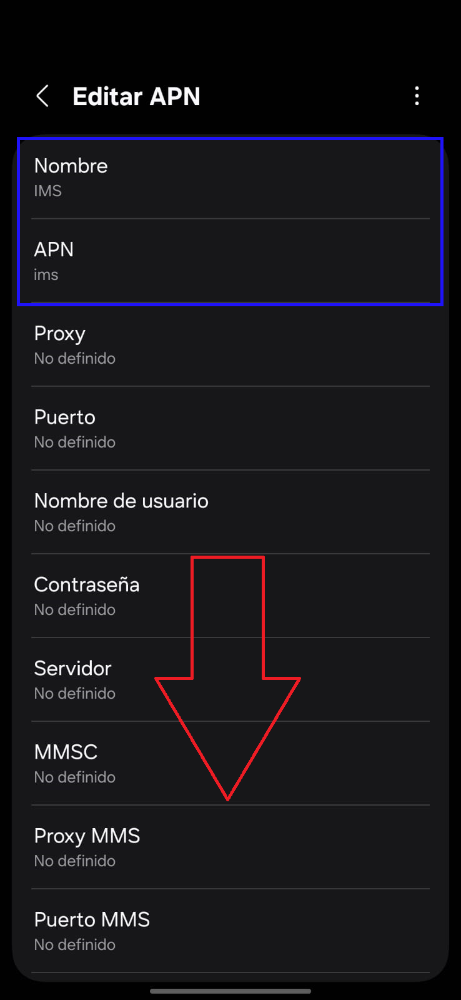 Editar APN
Nombre
IMS
APN
ims
Proxy
No definido
Puerto
No definido
Nombre de usuario
No definido
Contraseña
No definido
Servidor
No definido
MMSC
No definido
Proxy MMS
No definido
Puerto MMS
No definido